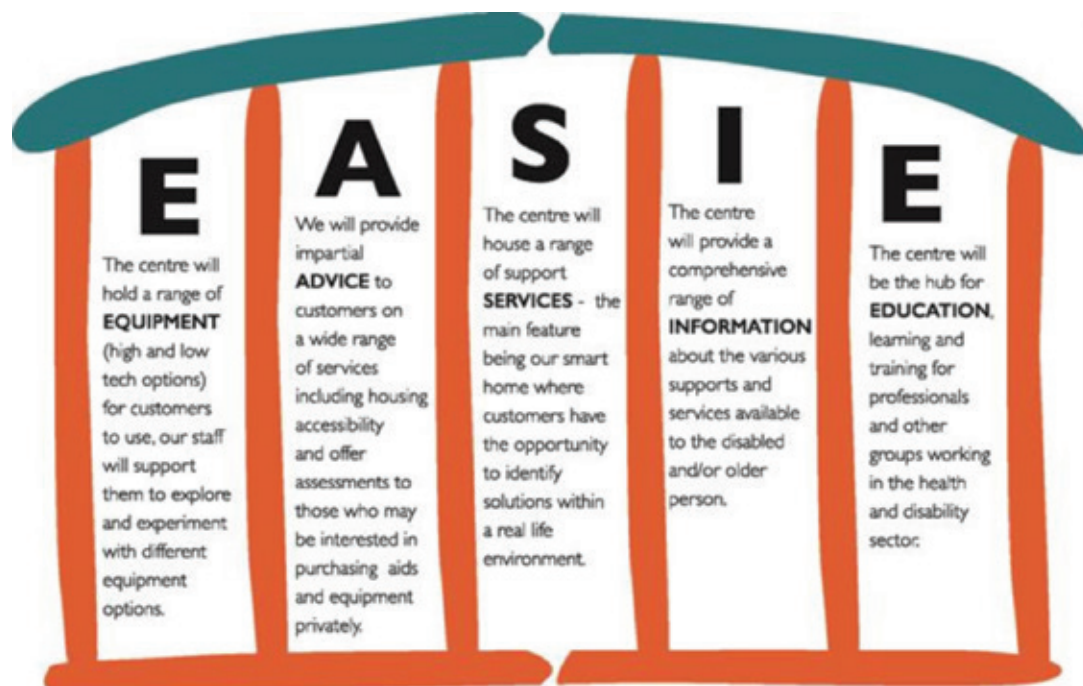 E
The centre will
hold a range of
EQUIPMENT
(high and low
tech options)
for customers
to use, our staff
will support
them to explore
and experiment
with different
equipment
options.
A
We will provide
impartial
ADVICE to
customers on
a wide range
of services
including housing
accessibility
and offer
assessments to
those who may
be interested in
purchasing aids
and equipment
privately.
S
The centre will
house a range
of support
SERVICES - the
main feature
being our smart
home where
customers have
the opportunity
to identify
solutions within
a real life
environment.
I
The centre
will provide a
comprehensive
range of
INFORMATION
about the various
supports and
services available
to the disabled
and/or older
person.
E
The centre will
be the hub for
EDUCATION,
learning and
training for
professionals
and other
groups working
in the health
and disability
sector.